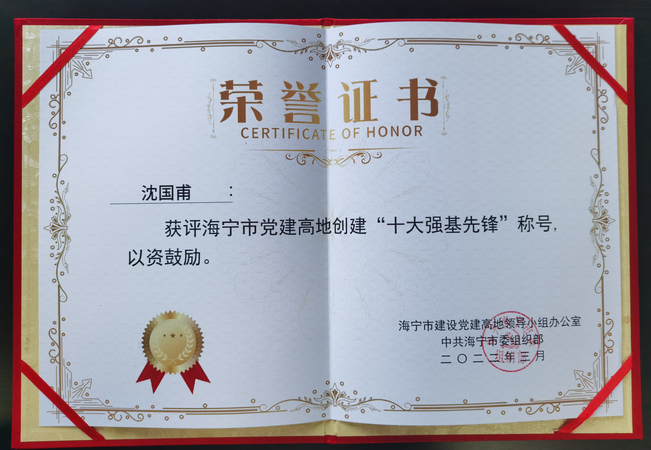 荣誉证书
CERTIFICATE OF HONOR
沈国甫:
获评海宁市党建高地创建“十大强基先锋”称号,
以资鼓励。
海宁市建设党建高地领导小组办公室
中共海宁市委组织部
二〇二二年三月